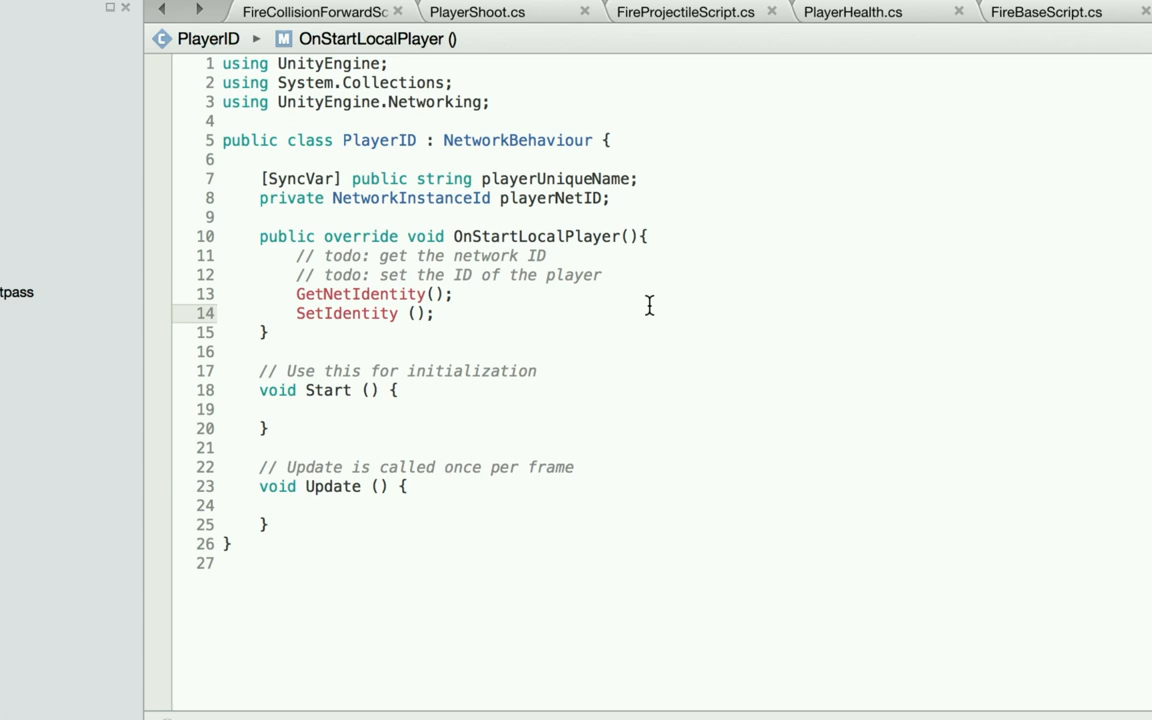 FireCollisionForwardSc
PlayerShoot.cs
FireProjectileScript.cs
PlayerHealth.cs
FireBaseScript.cs
PlayerID
OnStartLocalPlayer ()
tpass
1 using UnityEngine;
2 using System.Collections;
3 using UnityEngine.Networking;
4
5 public class PlayerID : NetworkBehaviour {
6
7 [SyncVar] public string playerUniqueName;
8 private NetworkInstanceId playerNetID;
9
10 public override void OnStartLocalPlayer(){
11 // todo: get the network ID
12 // todo: set the ID of the player
13 GetNetIdentity();
14 SetIdentity ();
15 }
16
17 // Use this for initialization
18 void Start () {
19
20 }
21
22 // Update is called once per frame
23 void Update () {
24
25 }
26 }
27